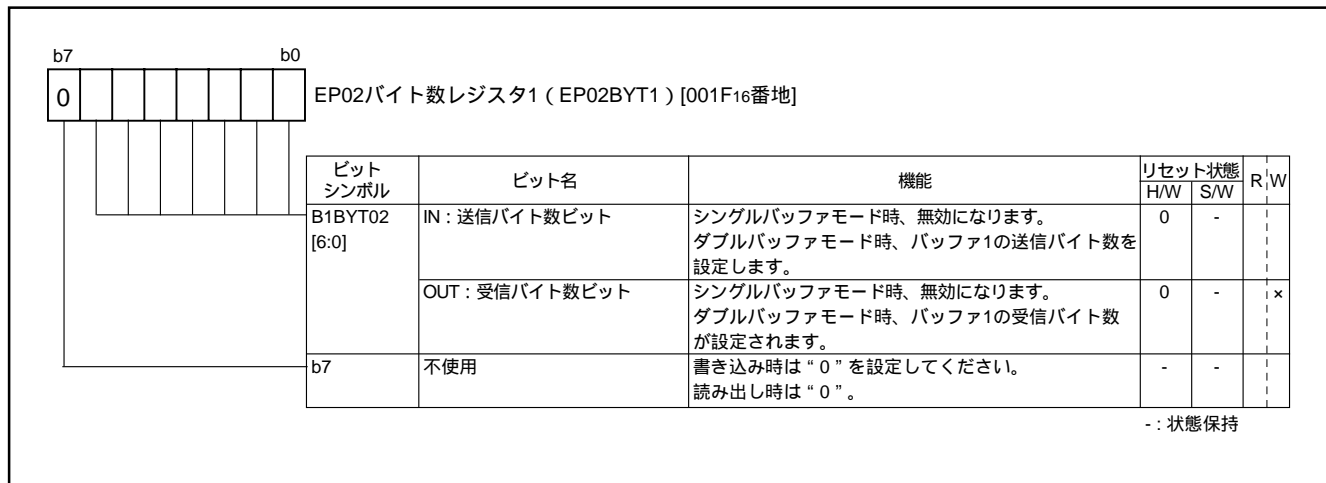 b7 b0
0
EP02バイト数レジスタ1（EP02BYT1）[001F16番地]
ビット
シンボル
ビット名
機能
リセット状態
H/W S/W
R W
B1BYT02
[6:0]
IN：送信バイト数ビット
シングルバッファモード時、無効になります。
ダブルバッファモード時、バッファ1の送信バイト数を
設定します。
0 -
OUT：受信バイト数ビット
シングルバッファモード時、無効になります。
ダブルバッファモード時、バッファ1の受信バイト数
が設定されます。
0 - ×
b7
不使用
書き込み時は“0”を設定してください。
読み出し時は“0”。
- -
-：状態保持